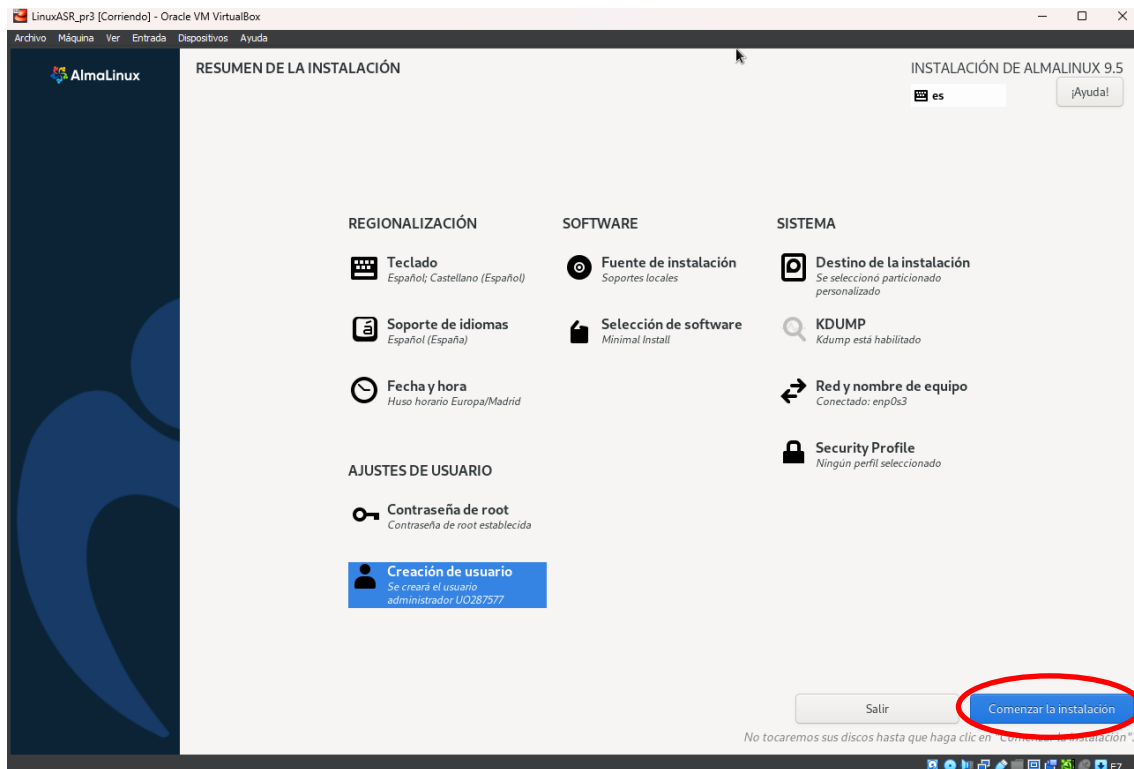 LinuxASR_pr3 [Corriendo] - Oracle VM VirtualBox
Archivo Máquina Ver Entrada Dispositivos Ayuda
AlmaLinux
RESUMEN DE LA INSTALACIÓN
INSTALACIÓN DE ALMALINUX 9.5
es
¡Ayuda!
REGIONALIZACIÓN
Teclado
Español; Castellano (Español)
Soporte de idiomas
Español (España)
Fecha y hora
Huso horario Europa/Madrid
SOFTWARE
Fuente de instalación
Soportes locales
Selección de software
Minimal Install
SISTEMA
Destino de la instalación
Se seleccionó particionado
personalizado
KDUMP
Kdump está habilitado
Red y nombre de equipo
Conectado: enp0s3
Security Profile
Ningún perfil seleccionado
AJUSTES DE USUARIO
Contraseña de root
Contraseña de root establecida
Creación de usuario
Se creará el usuario
administrador UO287577
Salir
Comenzar la instalación
No tocaremos sus discos hasta que haga clic en "Comenzar la instalación".